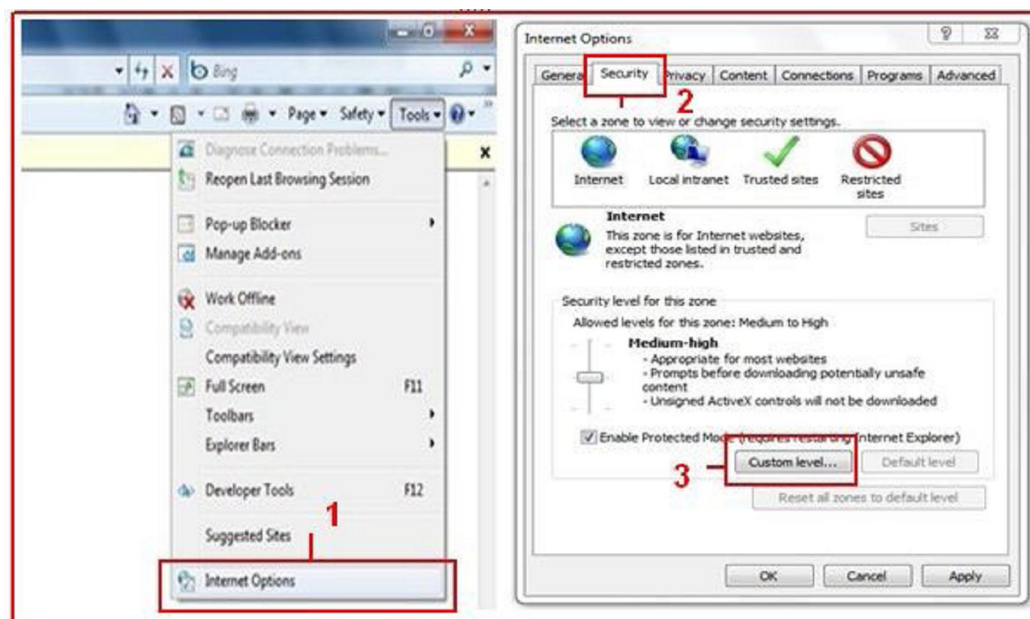 Bing
Page Safety Tools
Diagnose Connection Problems...
Reopen Last Browsing Session
Pop-up Blocker
Manage Add-ons
Work Offline
Compatibility View
Compatibility View Settings
Full Screen F11
Toolbars
Explorer Bars
Developer Tools F12
1
Suggested Sites
Internet Options
Internet Options
General Security Privacy Content Connections Programs Advanced
2
Select a zone to view or change security settings.
Internet Local intranet Trusted sites Restricted
sites
Internet
Sites
This zone is for Internet websites,
except those listed in trusted and
restricted zones.
Security level for this zone
Allowed levels for this zone: Medium to High
Medium-high
- Appropriate for most websites
- Prompts before downloading potentially unsafe
content
- Unsigned ActiveX controls will not be downloaded
Enable Protected Mode (requires restarting Internet Explorer)
3
Custom level... Default level
Reset all zones to default level
OK Cancel Apply